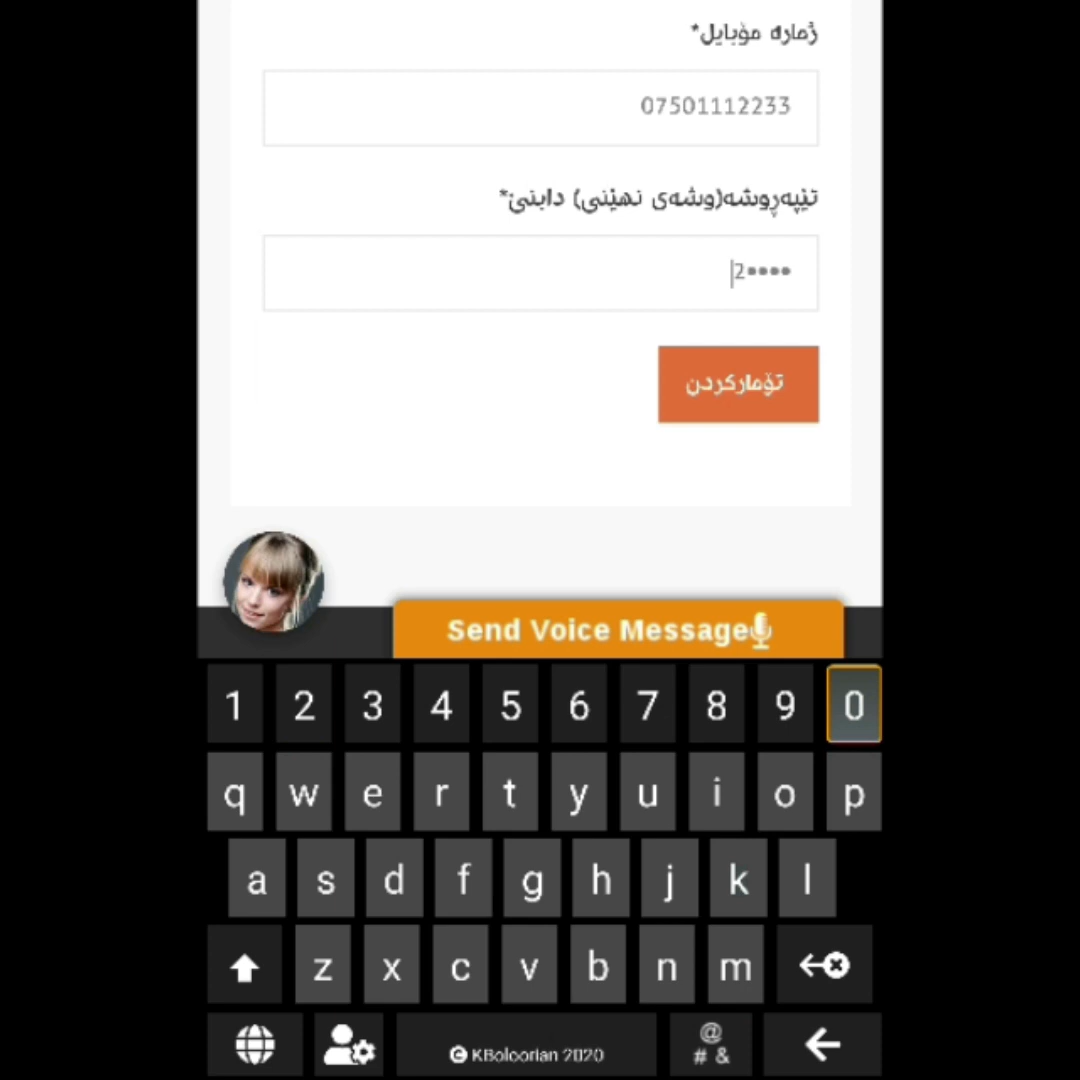 ژمارە مۆبایل*
07501112233
تێپەڕوشە(وشەی نهێنی) دابنێ*
••••2
تۆمارکردن
Send Voice Message
1 2 3 4 5 6 7 8 9 0
q w e r t y u i o p
a s d f g h j k l
z x c v b n m
@
# &
KBoloorian 2020